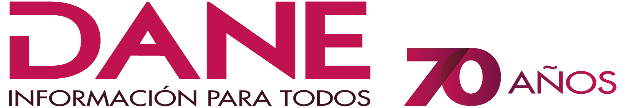 DANE
INFORMACIÓN PARA TODOS
70 AÑOS